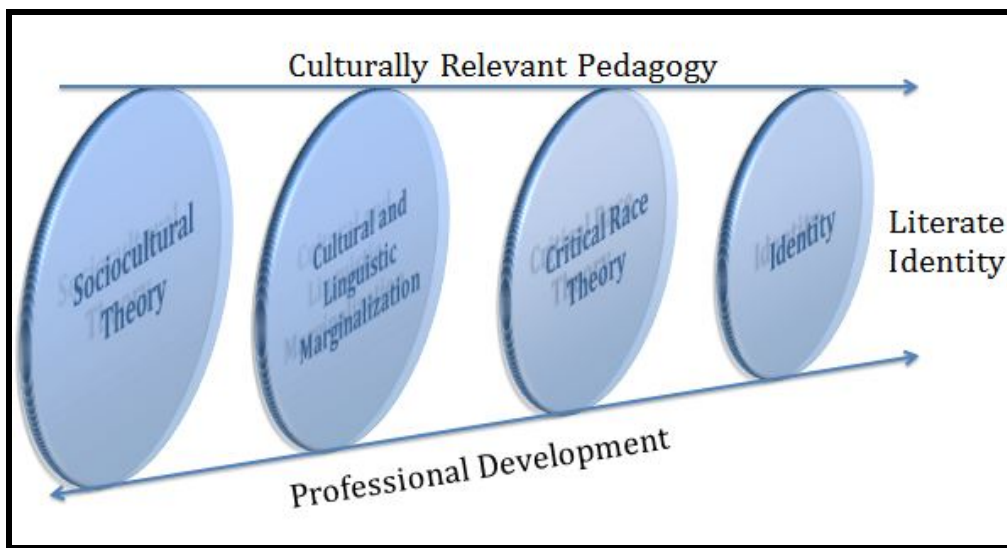 Culturally Relevant Pedagogy
Sociocultural
Theory
Cultural and
Linguistic
Marginalization
Critical Race
Theory
Identity
Literate
Identity
Professional Development